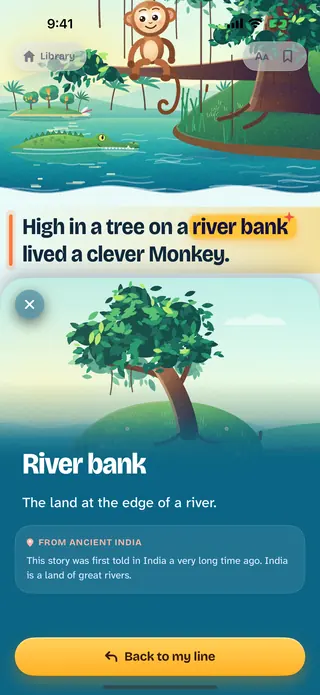 9:41
Library
AA
High in a tree on a river bank
lived a clever Monkey.
River bank
The land at the edge of a river.
FROM ANCIENT INDIA
This story was first told in India a very long time ago. India
is a land of great rivers.
Back to my line